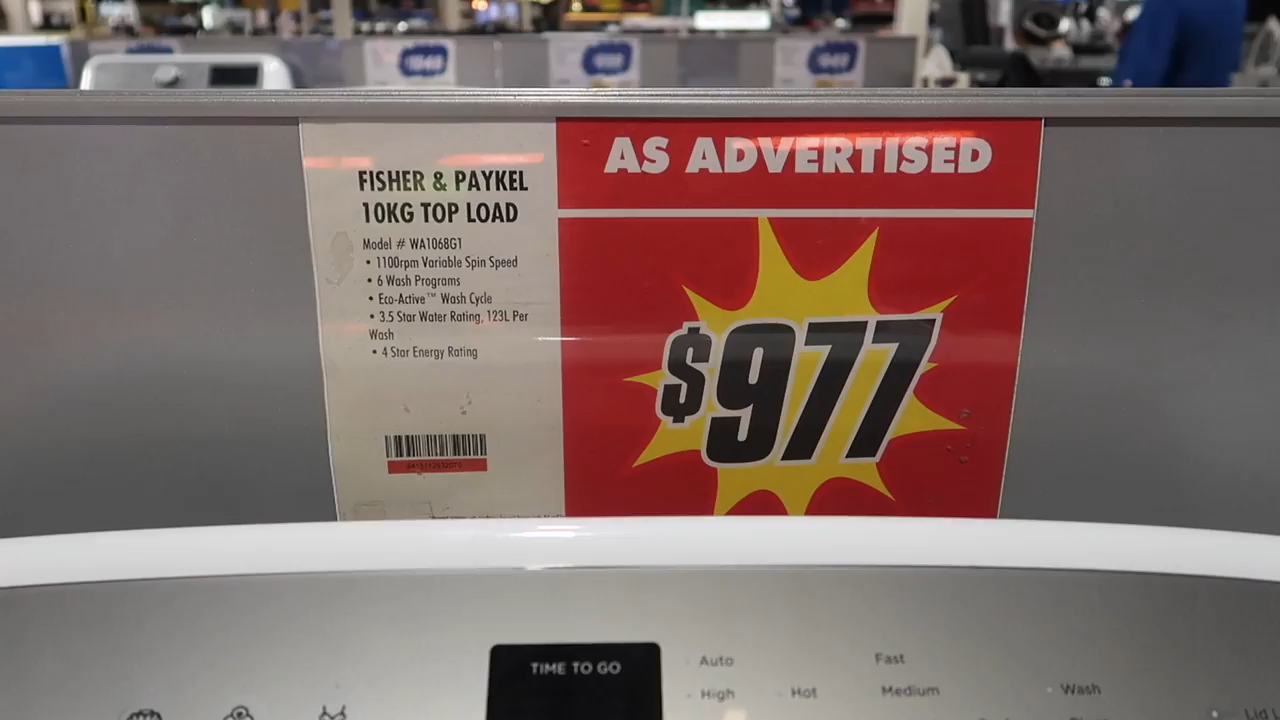 AS ADVERTISED
FISHER & PAYKEL
10KG TOP LOAD
Model # WA1068G1
• 1100rpm Variable Spin Speed
• 6 Wash Programs
• Eco-Active™ Wash Cycle
• 3.5 Star Water Rating, 123L Per
Wash
• 4 Star Energy Rating
$977
TIME TO GO
Auto
Fast
High
Hot
Medium
Wash
Lid